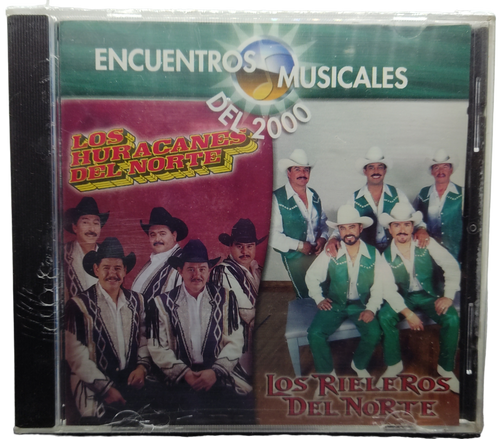 ENCUENTROS MUSICALES
DEL 2000
LOS
HURACANES
DEL NORTE
LOS RIELEROS
DEL NORTE